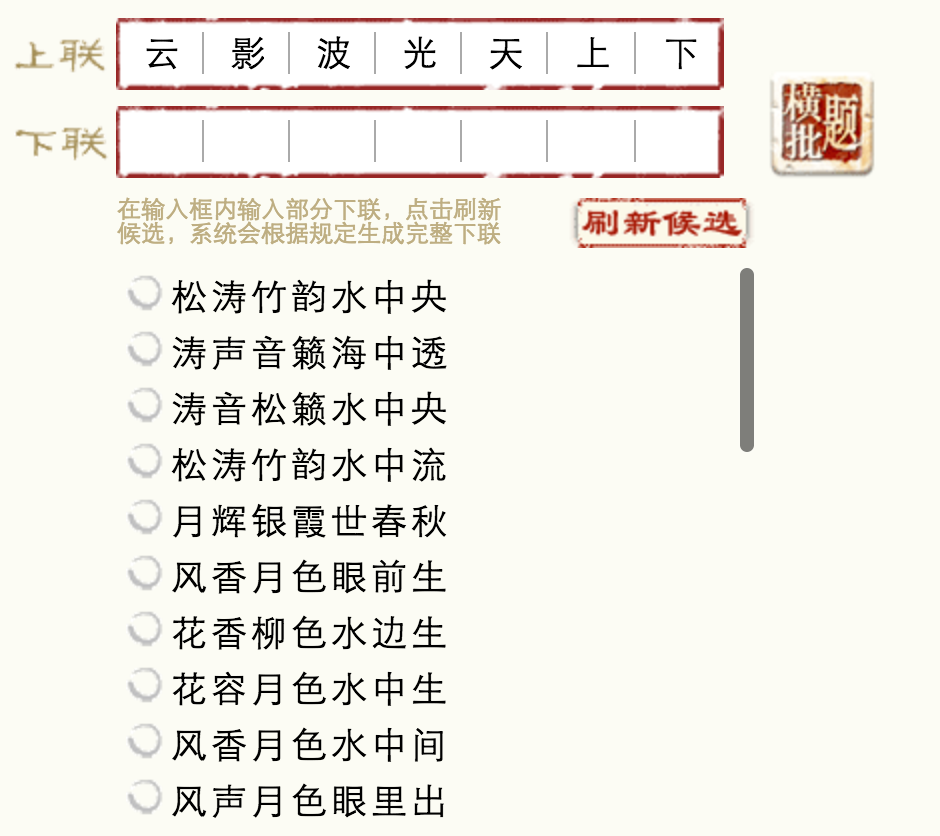 上联 云影波光天上下
下联
横批题
在输入框内输入部分下联，点击刷新
候选，系统会根据规定生成完整下联
刷新候选
松涛竹韵水中央
涛声音籁海中透
涛音松籁水中央
松涛竹韵水中流
月辉银霞世春秋
风香月色眼前生
花香柳色水边生
花容月色水中生
风香月色水中间
风声月色眼里出